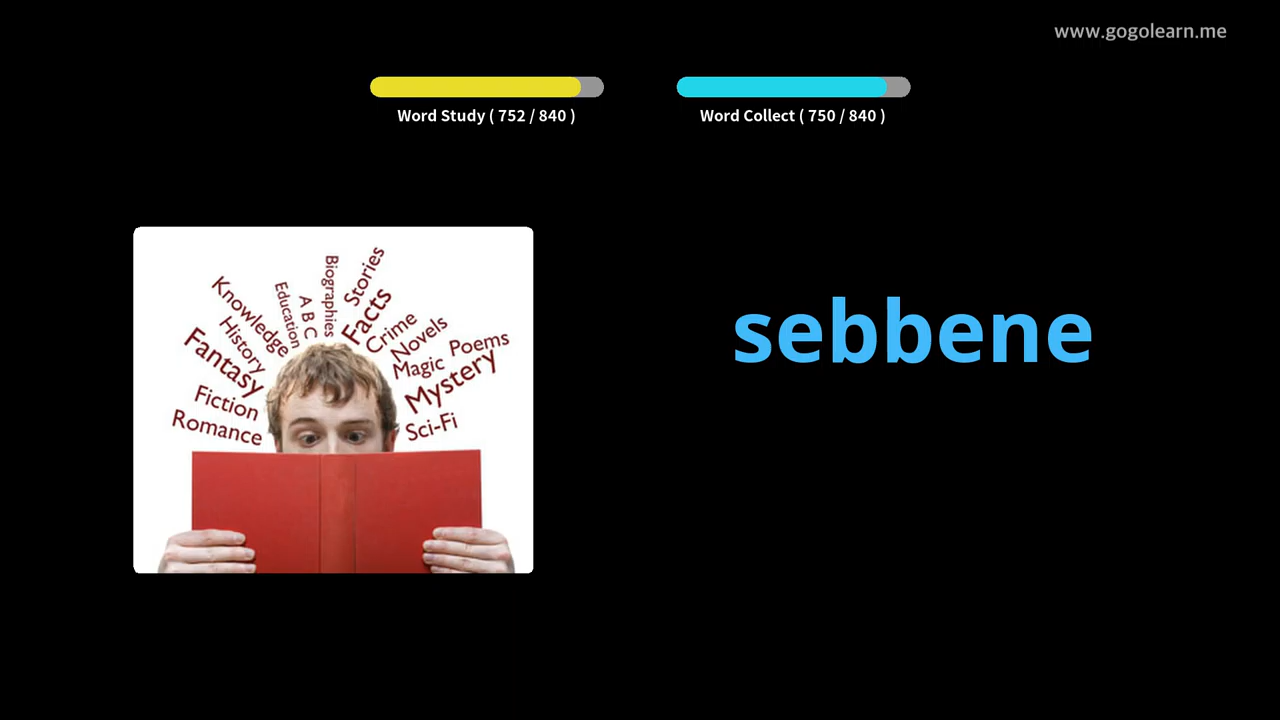 www.gogolearn.me
Word Study ( 752 / 840 )
Word Collect ( 750 / 840 )
sebbene
Biographies
Stories
Education
A B C
Facts
Knowledge
Crime
History
Novels
Fantasy
Magic
Poems
Mystery
Fiction
Romance
Sci-Fi